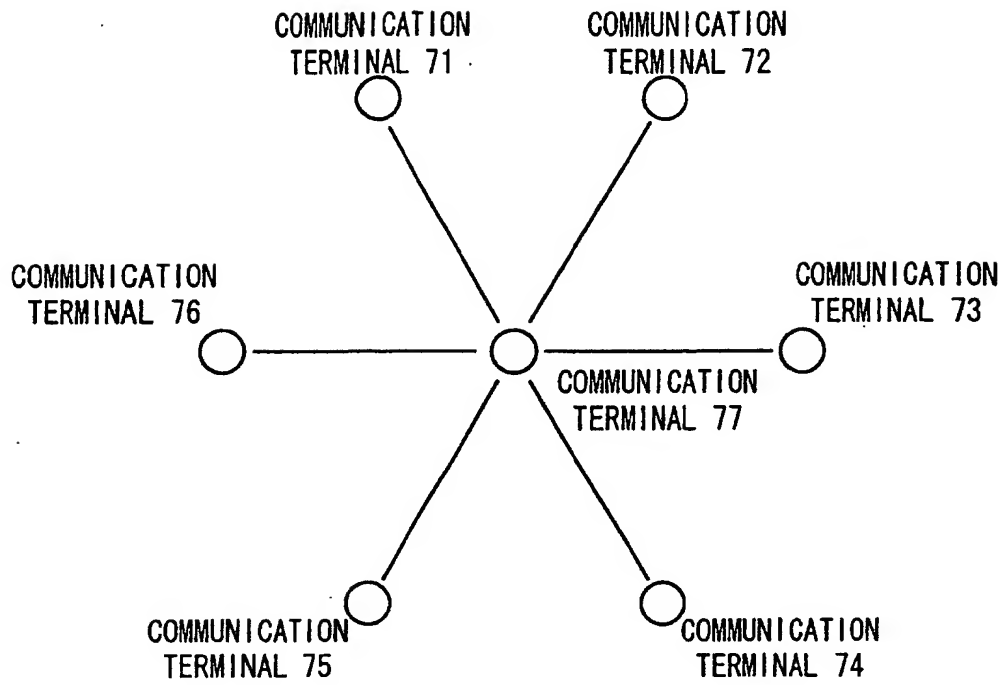 COMMUNICATION
TERMINAL 71
COMMUNICATION
TERMINAL 72
COMMUNICATION
TERMINAL 76
COMMUNICATION
TERMINAL 73
COMMUNICATION
TERMINAL 77
COMMUNICATION
TERMINAL 75
COMMUNICATION
TERMINAL 74